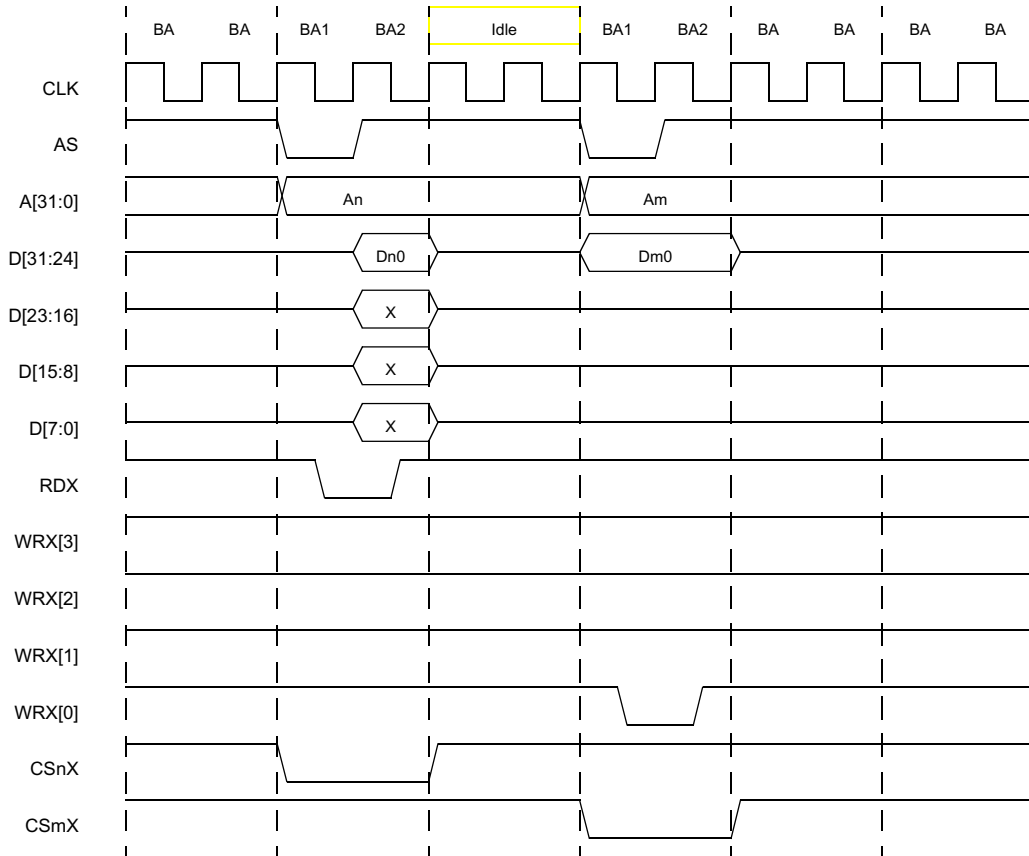 BA BA BA1 BA2 Idle BA1 BA2 BA BA BA BA
CLK
AS
A[31:0] An Am
D[31:24] Dn0 Dm0
D[23:16] X
D[15:8] X
D[7:0] X
RDX
WRX[3]
WRX[2]
WRX[1]
WRX[0]
CSnX
CSmX